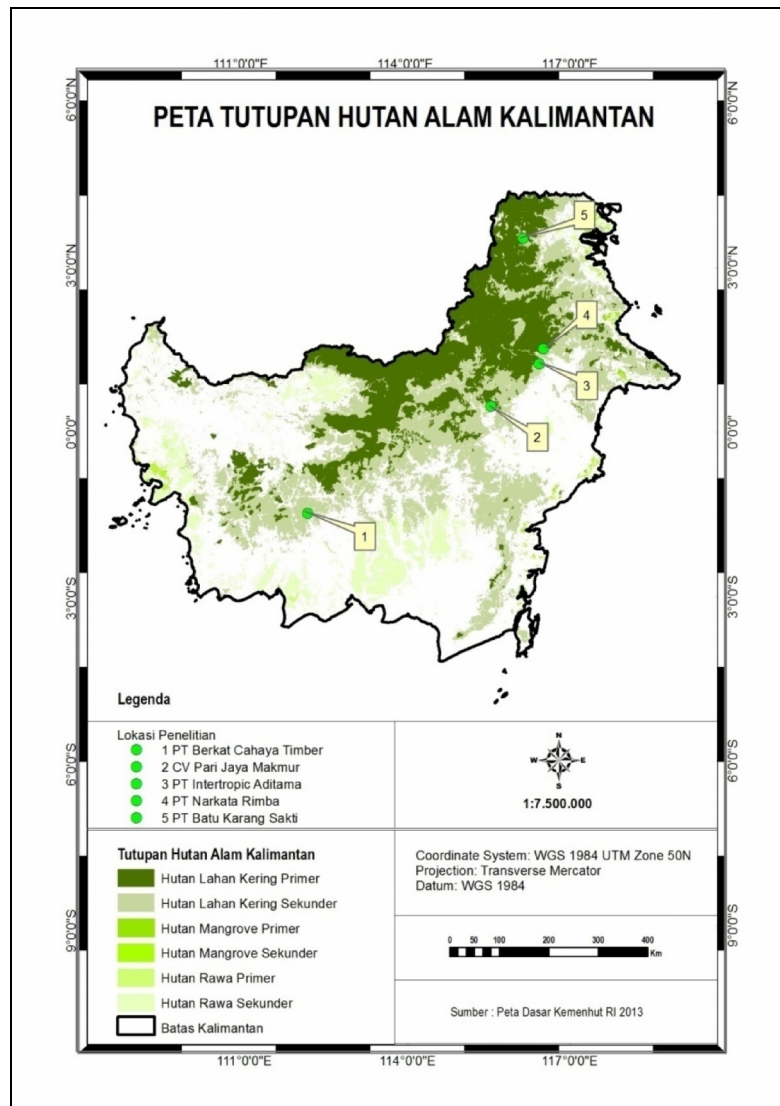 111°0'0"E 114°0'0"E 117°0'0"E
6°0'0"N 6°0'0"N
PETA TUTUPAN HUTAN ALAM KALIMANTAN
5
3°0'0"N 3°0'0"N
4
3
2
0°0'0" 0°0'0"
1
3°0'0"S 3°0'0"S
Legenda
Lokasi Penelitian
1 PT Berkat Cahaya Timber
2 CV Pari Jaya Makmur
3 PT Intertropic Aditama
4 PT Narkata Rimba
5 PT Batu Karang Sakti
N
W E
S
1:7.500.000
6°0'0"S 6°0'0"S
Tutupan Hutan Alam Kalimantan
Hutan Lahan Kering Primer
Hutan Lahan Kering Sekunder
Hutan Mangrove Primer
Hutan Mangrove Sekunder
Hutan Rawa Primer
Hutan Rawa Sekunder
Batas Kalimantan
Coordinate System: WGS 1984 UTM Zone 50N
Projection: Transverse Mercator
Datum: WGS 1984
9°0'0"S 9°0'0"S
0 50 100 200 300 400
Km
Sumber : Peta Dasar Kemenhut RI 2013
111°0'0"E 114°0'0"E 117°0'0"E